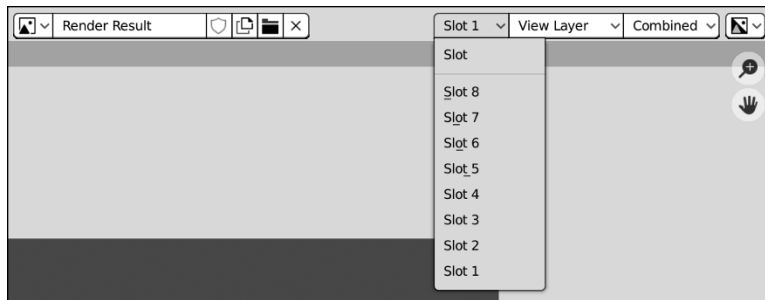 Render Result
Slot 1 View Layer Combined
Slot
Slot 8
Slot 7
Slot 6
Slot 5
Slot 4
Slot 3
Slot 2
Slot 1